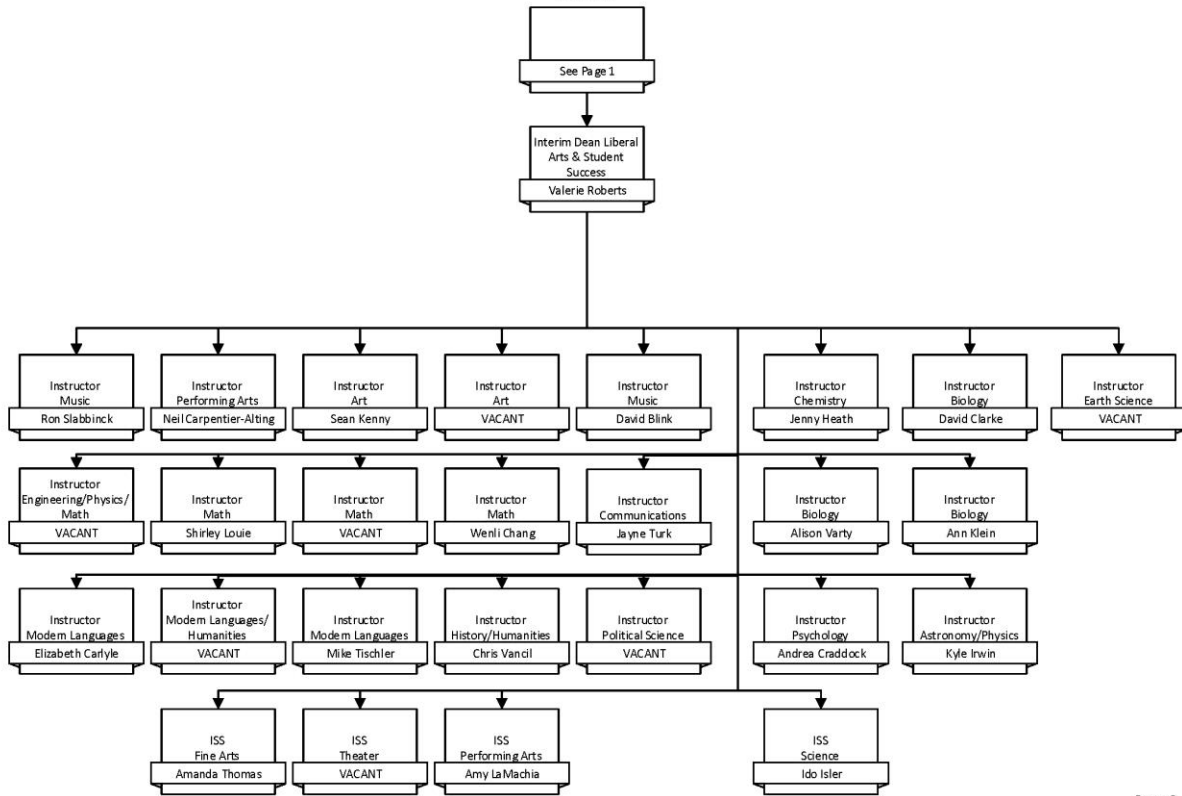 See Page 1
Interim Dean Liberal
Arts & Student
Success
Valerie Roberts
Instructor
Music
Ron Slabbinck
Instructor
Performing Arts
Neil Carpentier-Alting
Instructor
Art
Sean Kenny
Instructor
Art
VACANT
Instructor
Music
David Blink
Instructor
Chemistry
Jenny Heath
Instructor
Biology
David Clarke
Instructor
Earth Science
VACANT
Instructor
Engineering/Physics/
Math
VACANT
Instructor
Math
Shirley Louie
Instructor
Math
VACANT
Instructor
Math
Wenli Chang
Instructor
Communications
Jayne Turk
Instructor
Biology
Alison Varty
Instructor
Biology
Ann Klein
Instructor
Modern Languages
Elizabeth Carlyle
Instructor
Modern Languages/
Humanities
VACANT
Instructor
Modern Languages
Mike Tischler
Instructor
History/Humanities
Chris Vancil
Instructor
Political Science
VACANT
Instructor
Psychology
Andrea Craddock
Instructor
Astronomy/Physics
Kyle Irwin
ISS
Fine Arts
Amanda Thomas
ISS
Theater
VACANT
ISS
Performing Arts
Amy LaMachia
ISS
Science
Ido Isler